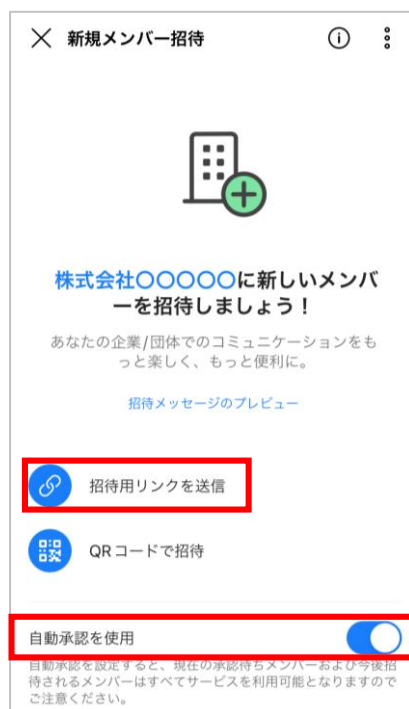 新規メンバー招待
株式会社〇〇〇〇〇に新しいメンバ
ーを招待しましょう！
あなたの企業/団体でのコミュニケーションをも
っと楽しく、もっと便利に。
招待メッセージのプレビュー
招待用リンクを送信
QRコードで招待
自動承認を使用
自動承認を設定すると、現在の承認待ちメンバーおよび今後招
待されるメンバーはすべてサービスを利用可能となりますので
ご注意ください。